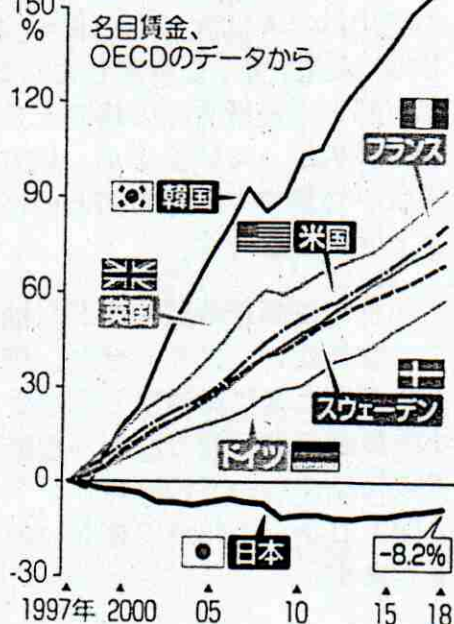 150
%
名目賃金、
OECDのデータから
120
フランス
90
韓国
米国
60
英国
30
スウェーデン
ドイツ
0
日本
-8.2%
-30
1997年 2000 05 10 15 18